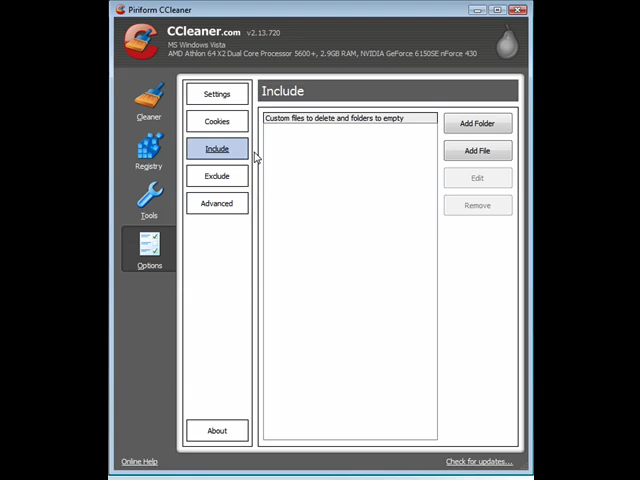 Piriform CCleaner
CCleaner.com v2.13.720
MS Windows Vista
AMD Athlon 64 X2 Dual Core Processor 5600+, 2.9GB RAM, NVIDIA GeForce 6150SE nForce 430
Cleaner
Registry
Tools
Options
Settings
Cookies
Include
Exclude
Advanced
About
Include
Custom files to delete and folders to empty
Add Folder
Add File
Edit
Remove
Online Help
Check for updates...